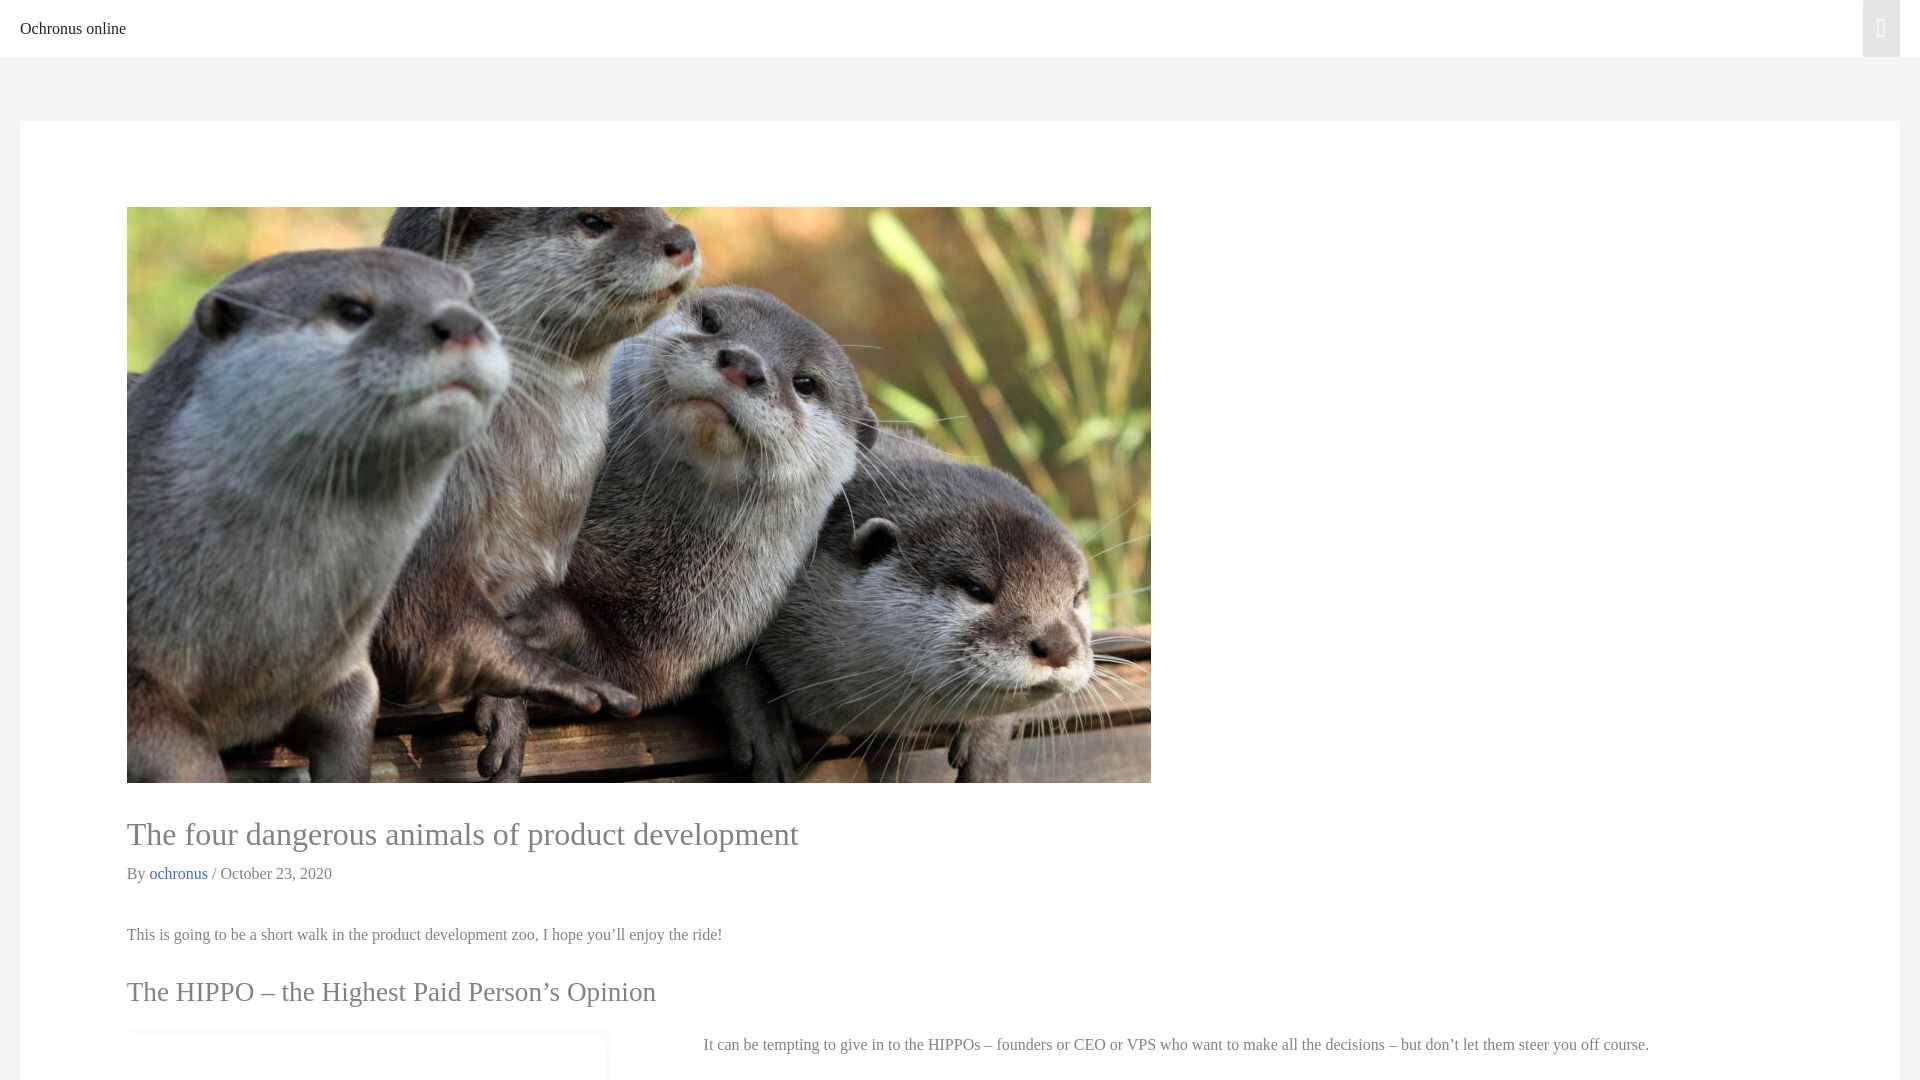 Ochronus online
The four dangerous animals of product development
By ochronus / October 23, 2020
This is going to be a short walk in the product development zoo, I hope you’ll enjoy the ride!
The HIPPO – the Highest Paid Person’s Opinion
It can be tempting to give in to the HIPPOs – founders or CEO or VPS who want to make all the decisions – but don’t let them steer you off course.